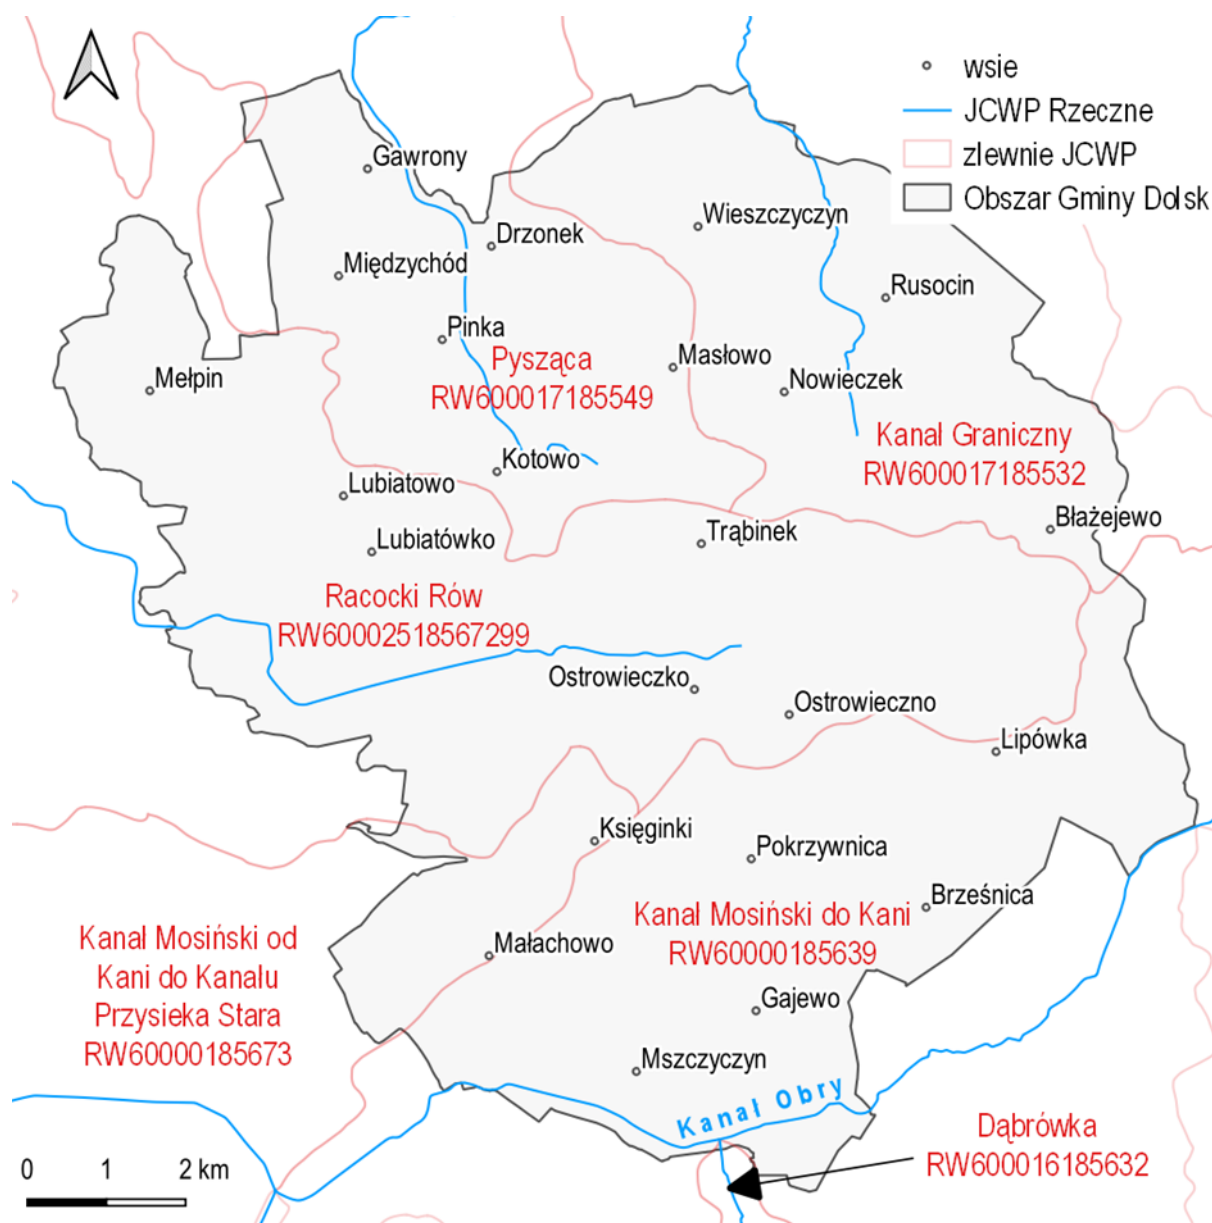 wsie
JCWP Rzeczne
zlewnie JCWP
Obszar Gminy Dolsk
Gawrony
Wieszczyczyn
Drzonek
Międzychód
Rusocin
Pinka
Masłowo
Pysząca
RW600017185549
Mełpin
Nowieczek
Kanał Graniczny
RW600017185532
Kotowo
Lubiatowo
Błażejewo
Trąbinek
Lubiatówko
Racocki Rów
RW60002518567299
Ostrowieczko
Ostrowieczno
Lipówka
Księginki
Pokrzywnica
Brześnica
Kanał Mosiński do Kani
RW60000185639
Małachowo
Kanał Mosiński od
Kani do Kanału
Przysieka Stara
RW60000185673
Gajewo
Mszczyczyn
Kanał Obry
Dąbrówka
RW600016185632
0 1 2 km